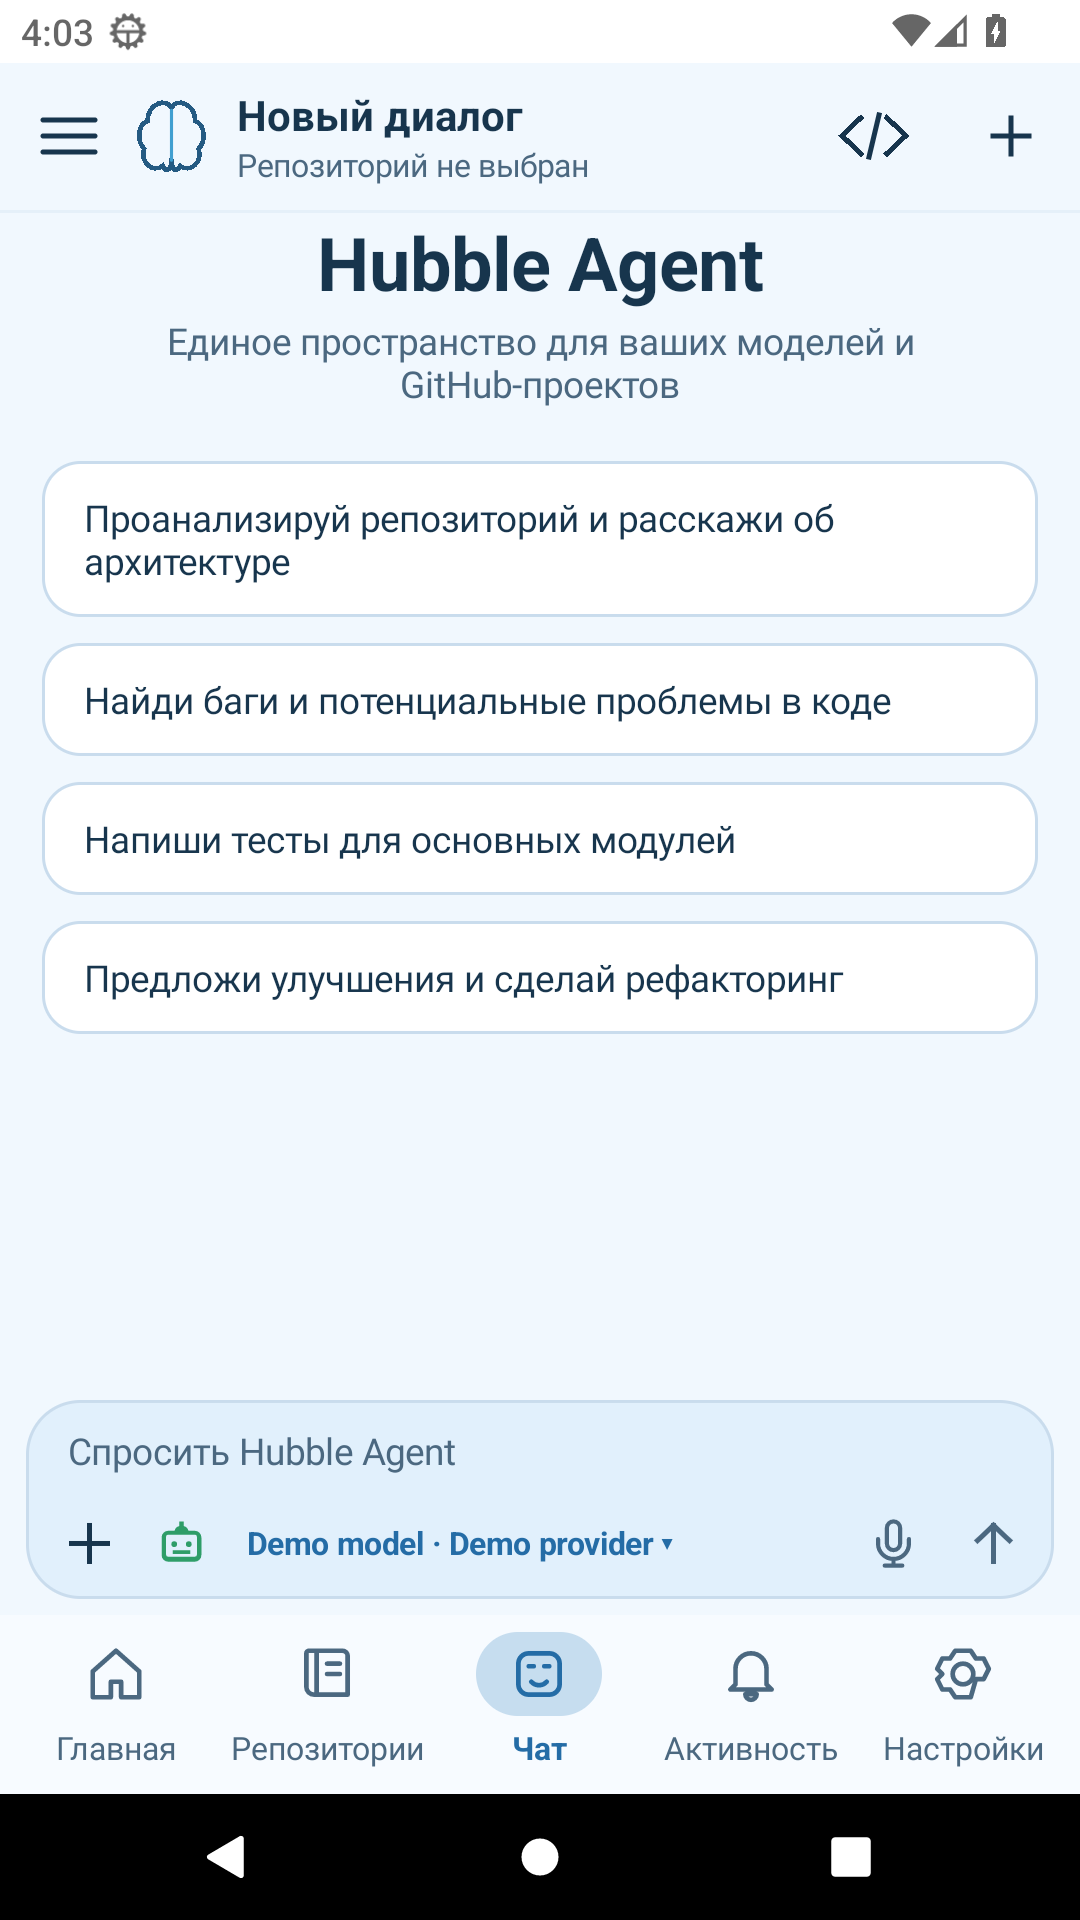 4:03
Новый диалог
Репозиторий не выбран
Hubble Agent
Единое пространство для ваших моделей и
GitHub-проектов
Проанализируй репозиторий и расскажи об
архитектуре
Найди баги и потенциальные проблемы в коде
Напиши тесты для основных модулей
Предложи улучшения и сделай рефакторинг
Спросить Hubble Agent
Demo model · Demo provider ▾
Главная
Репозитории
Чат
Активность
Настройки